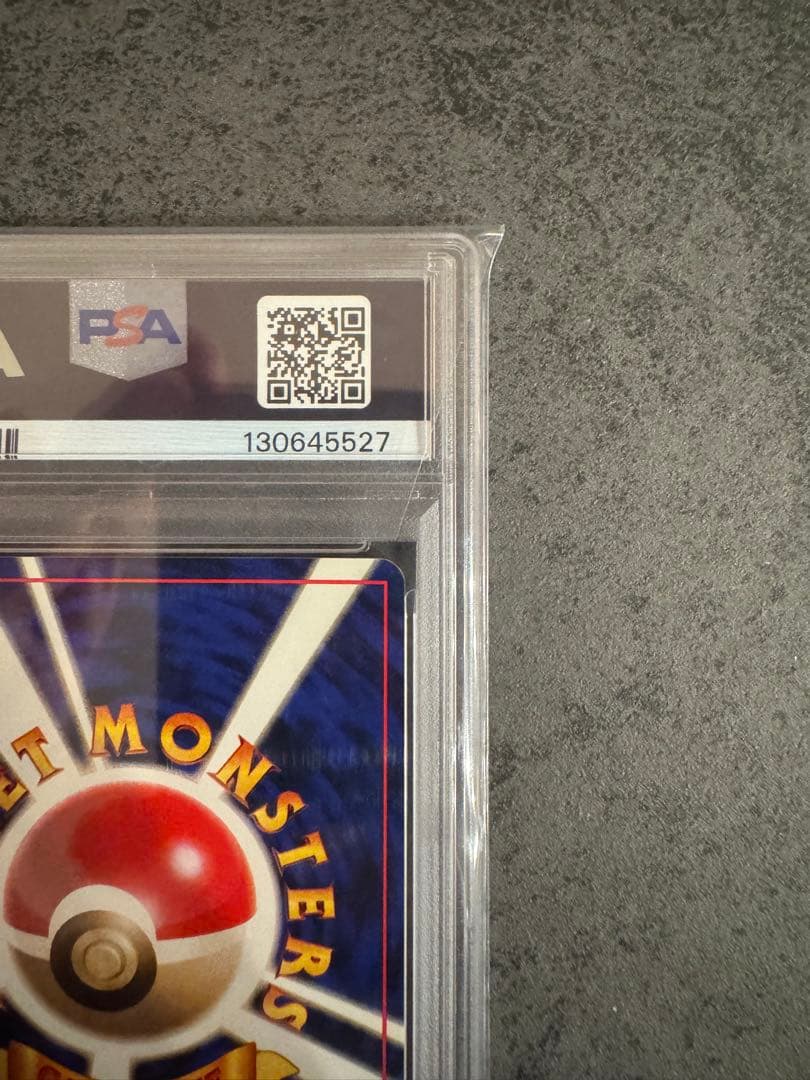 A
PSA
130645527
ET MONSTERS